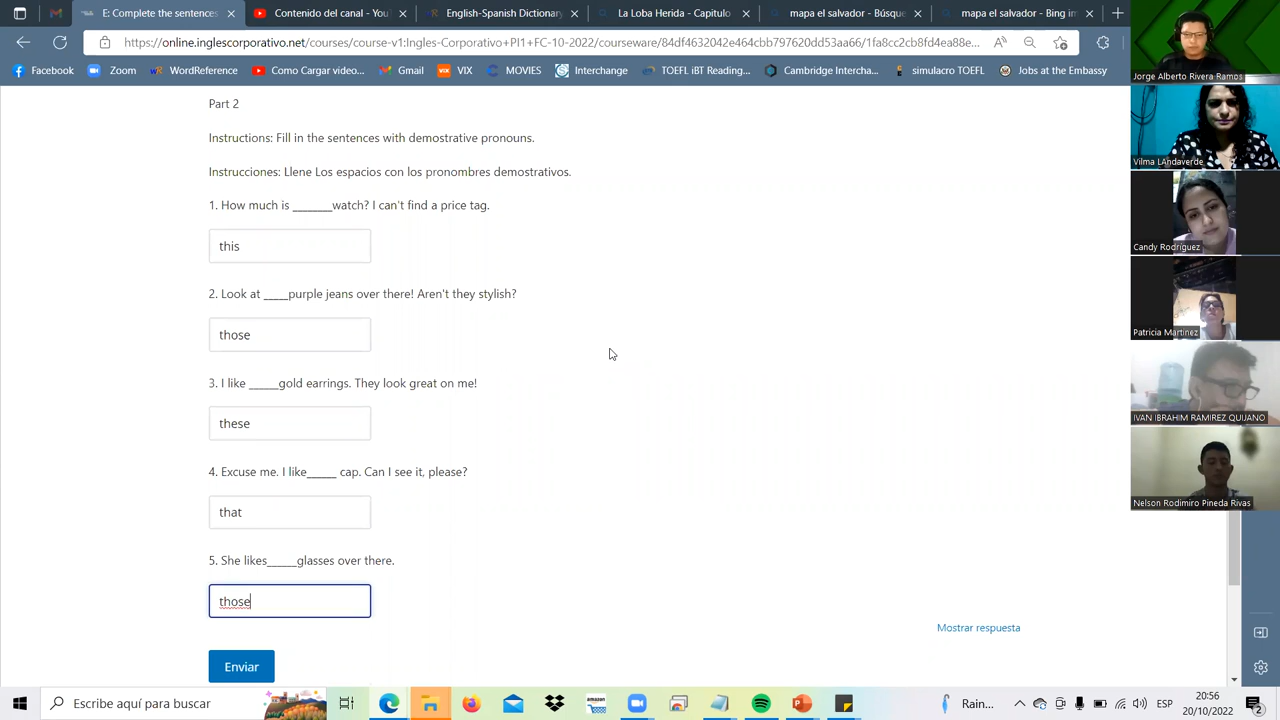 E: Complete the sentences
Contenido del canal - You
English-Spanish Dictionary
La Loba Herida - Capitulo
mapa el salvador - Búsque
mapa el salvador - Bing im
https://online.inglescorporativo.net/courses/course-v1:Ingles-Corporativo+PI1+FC-10-2022/courseware/84df4632042e464cbb797620dd53aa66/1fa8cc2cb8fd4ea88e...
Facebook
Zoom
WordReference
Como Cargar video...
Gmail
VIX
MOVIES
Interchange
TOEFL iBT Reading...
Cambridge Intercha...
simulacro TOEFL
Jobs at the Embassy
Part 2
Instructions: Fill in the sentences with demostrative pronouns.
Instrucciones: Llene Los espacios con los pronombres demostrativos.
1. How much is _______watch? I can't find a price tag.
this
2. Look at ____purple jeans over there! Aren't they stylish?
those
3. I like _____gold earrings. They look great on me!
these
4. Excuse me. I like_____ cap. Can I see it, please?
that
5. She likes_____glasses over there.
those
Mostrar respuesta
Enviar
Jorge Alberto Rivera Ramos
Vilma LAndaverde
Candy Rodriguez
Patricia Martinez
IVAN IBRAHIM RAMIREZ QUIJANO
Nelson Rodimiro Pineda Rivas
Escribe aquí para buscar
amazon
Rain...
ESP
20:56
20/10/2022
2